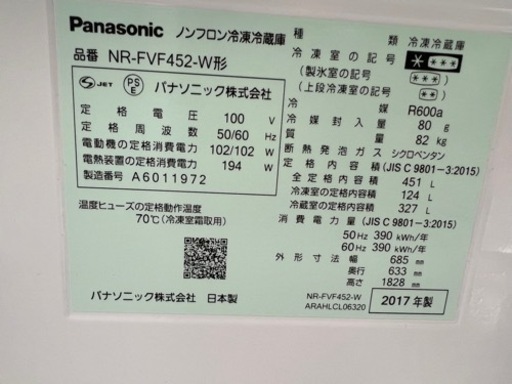 Panasonic ノンフロン冷凍冷蔵庫
品番 NR-FVF452-W形
S-JET PSE パナソニック株式会社
定格電圧 100 V
定格周波数 50/60 Hz
電動機の定格消費電力 102/102 W
電熱装置の定格消費電力 194 W
製造番号 A6011972
温度ヒューズの定格動作温度
70℃(冷凍室霜取用)
パナソニック株式会社 日本製
種類 冷凍冷蔵庫
冷凍室の記号 * ***
(製氷室の記号) ***
(上段冷凍室の記号) **
冷媒 R600a
冷媒封入量 80 g
質量 82 kg
断熱発泡ガス シクロペンタン
定格内容積 (JIS C 9801-3:2015)
全定格内容積 451 L
冷凍室の定格内容積 124 L
冷蔵室の定格内容積 327 L
消費電力量 (JIS C 9801-3:2015)
50Hz 390 kWh/年
60Hz 390 kWh/年
外形寸法 幅 685 mm
奥行 633 mm
高さ 1828 mm
NR-FVF452-W
ARAHLCL06320
2017年製